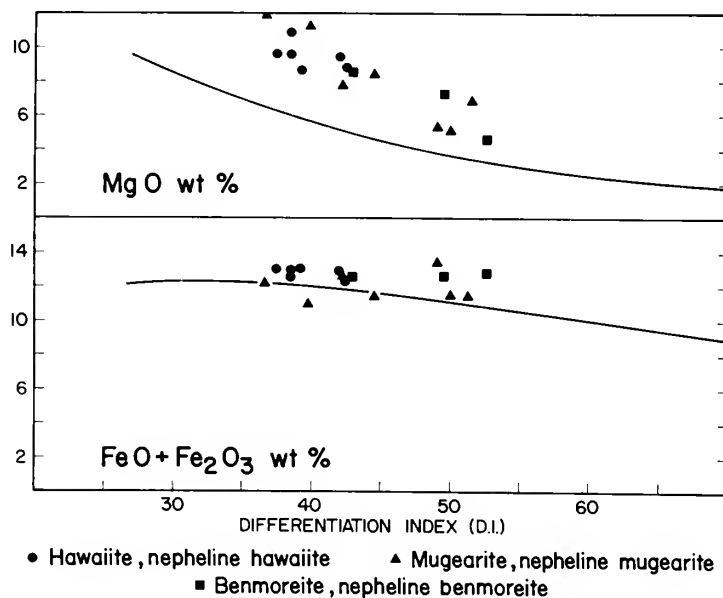 10
6
2
MgO wt %
14
10
6
2
FeO + Fe2O3 wt %
30 40 50 60
DIFFERENTIATION INDEX (D.I.)
● Hawaiite, nepheline hawaiite ▲ Mugearite, nepheline mugearite
■ Benmoreite, nepheline benmoreite